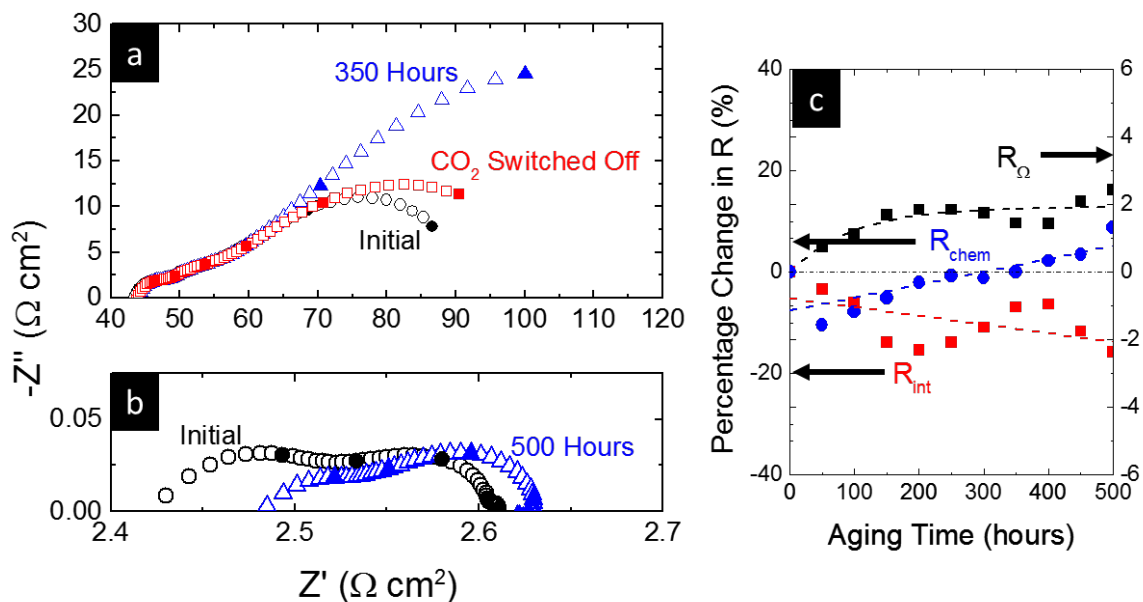 a
30
25
20
15
10
5
0
350 Hours
CO₂ Switched Off
Initial
40 50 60 70 80 90 100 110 120
-Z'' (Ω cm²)
b
0.05
0.00
Initial
500 Hours
2.4 2.5 2.6 2.7
Z' (Ω cm²)
c
Percentage Change in R (%)
40
20
0
-20
-40
6
4
2
0
-2
-4
-6
R_Ω
R_chem
R_int
0 100 200 300 400 500
Aging Time (hours)